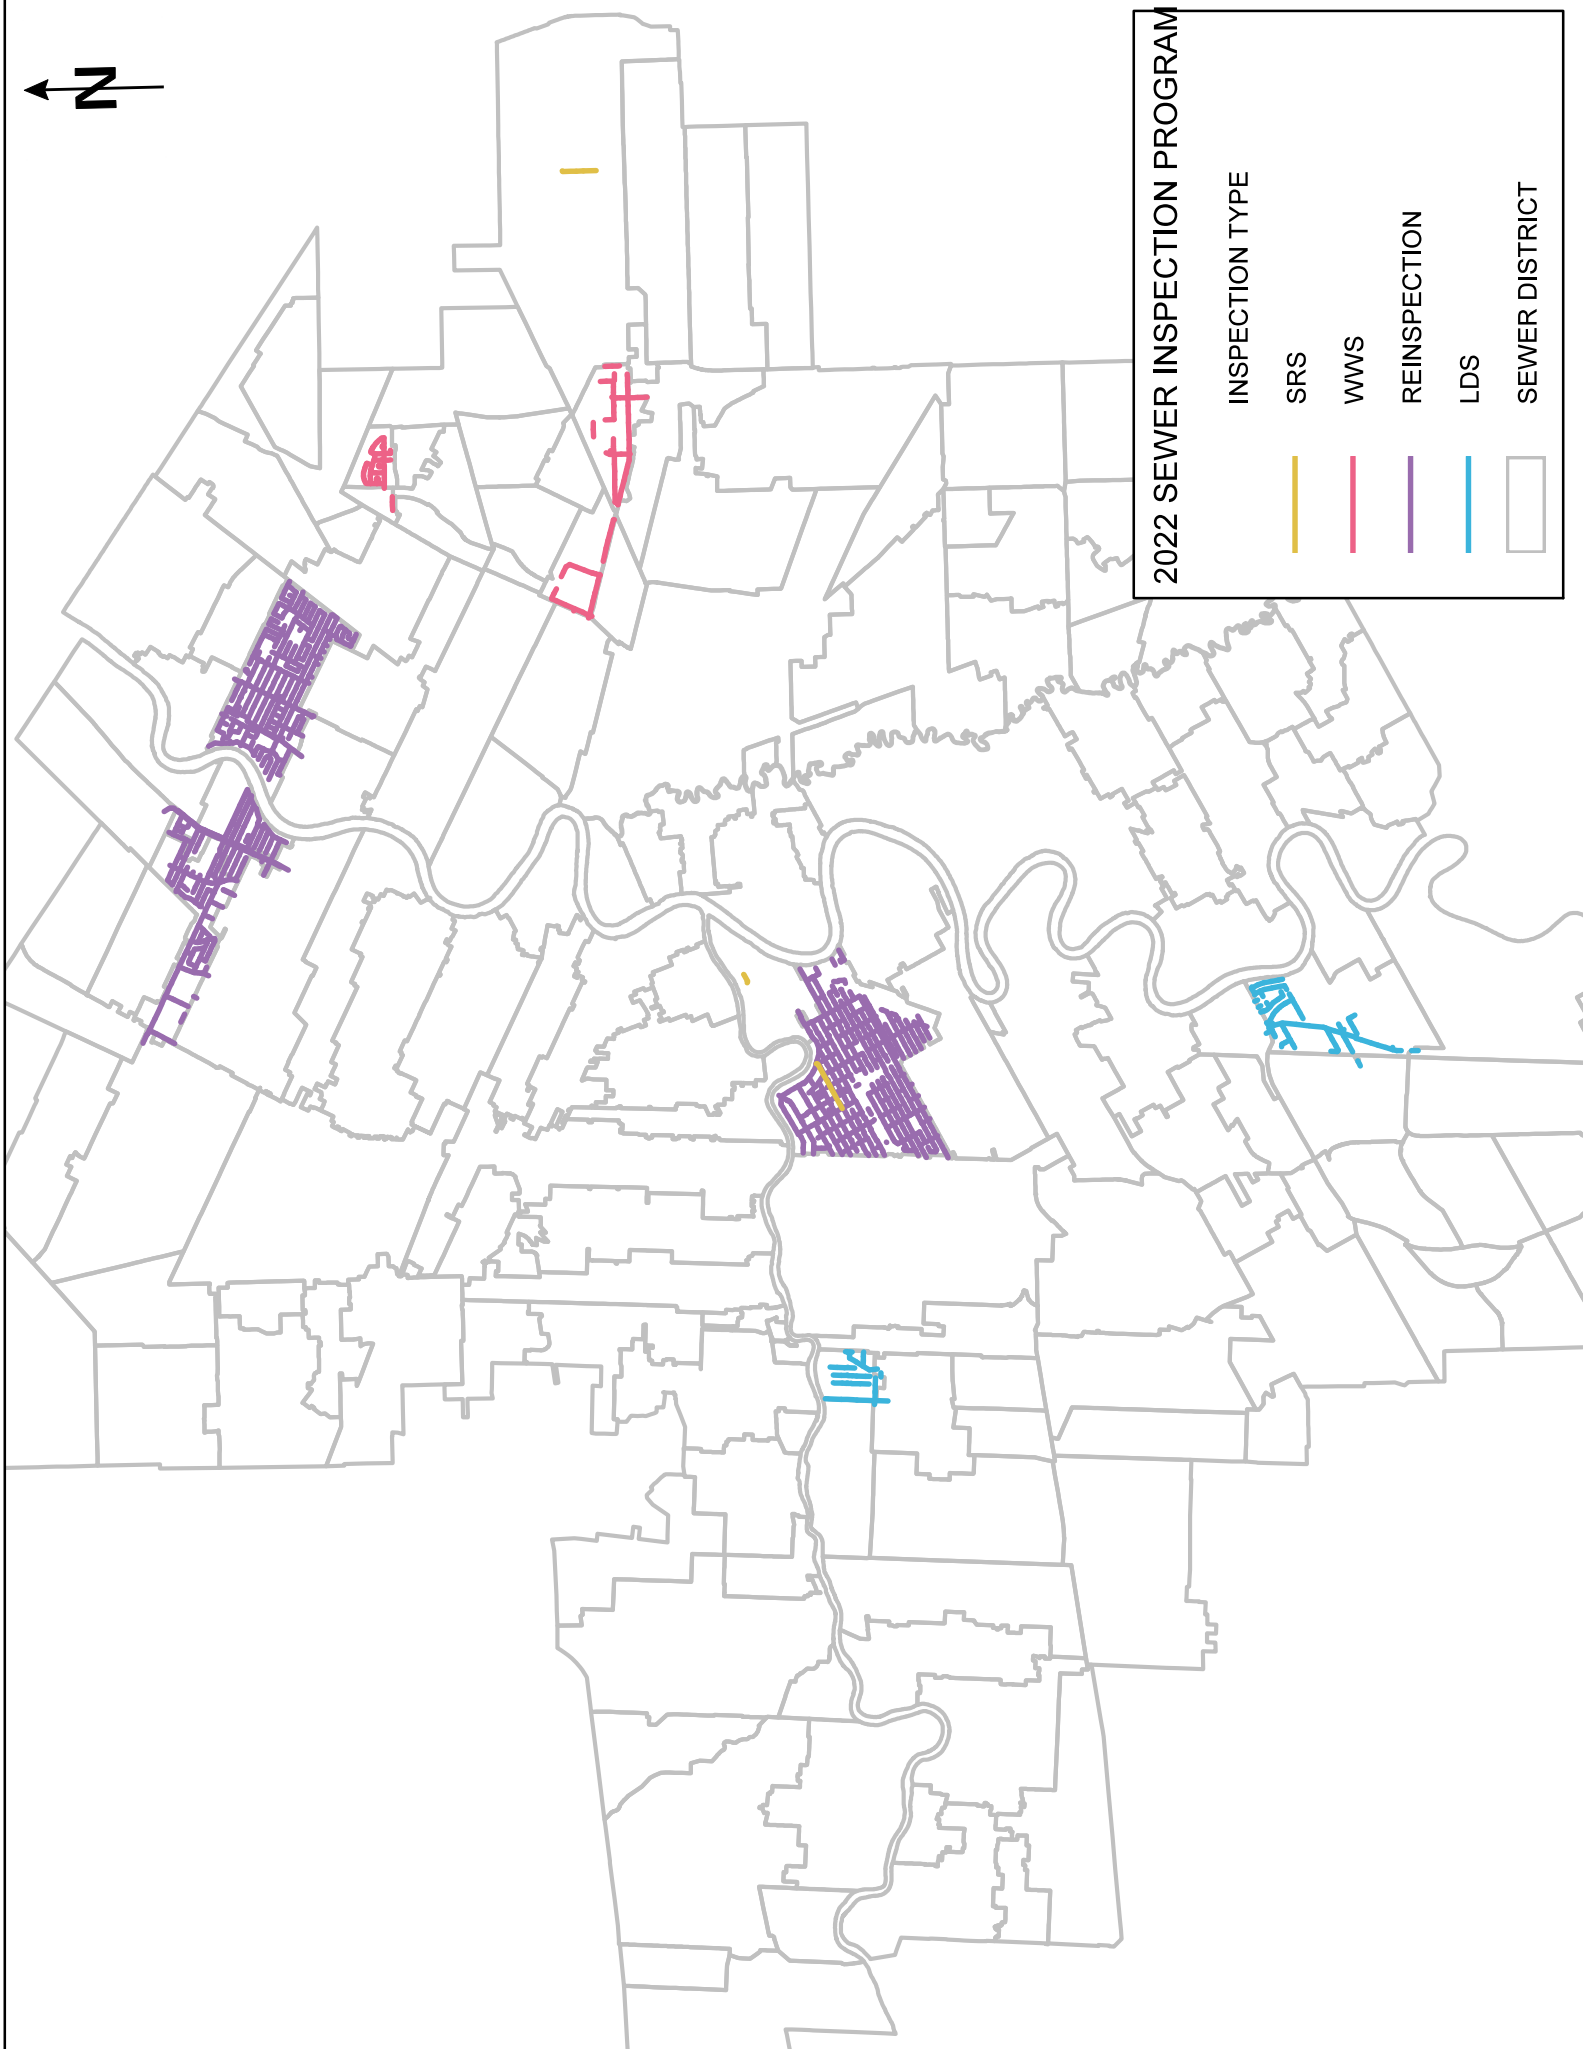 N
2022 SEWER INSPECTION PROGRAM
INSPECTION TYPE
SRS
WWS
REINSPECTION
LDS
SEWER DISTRICT